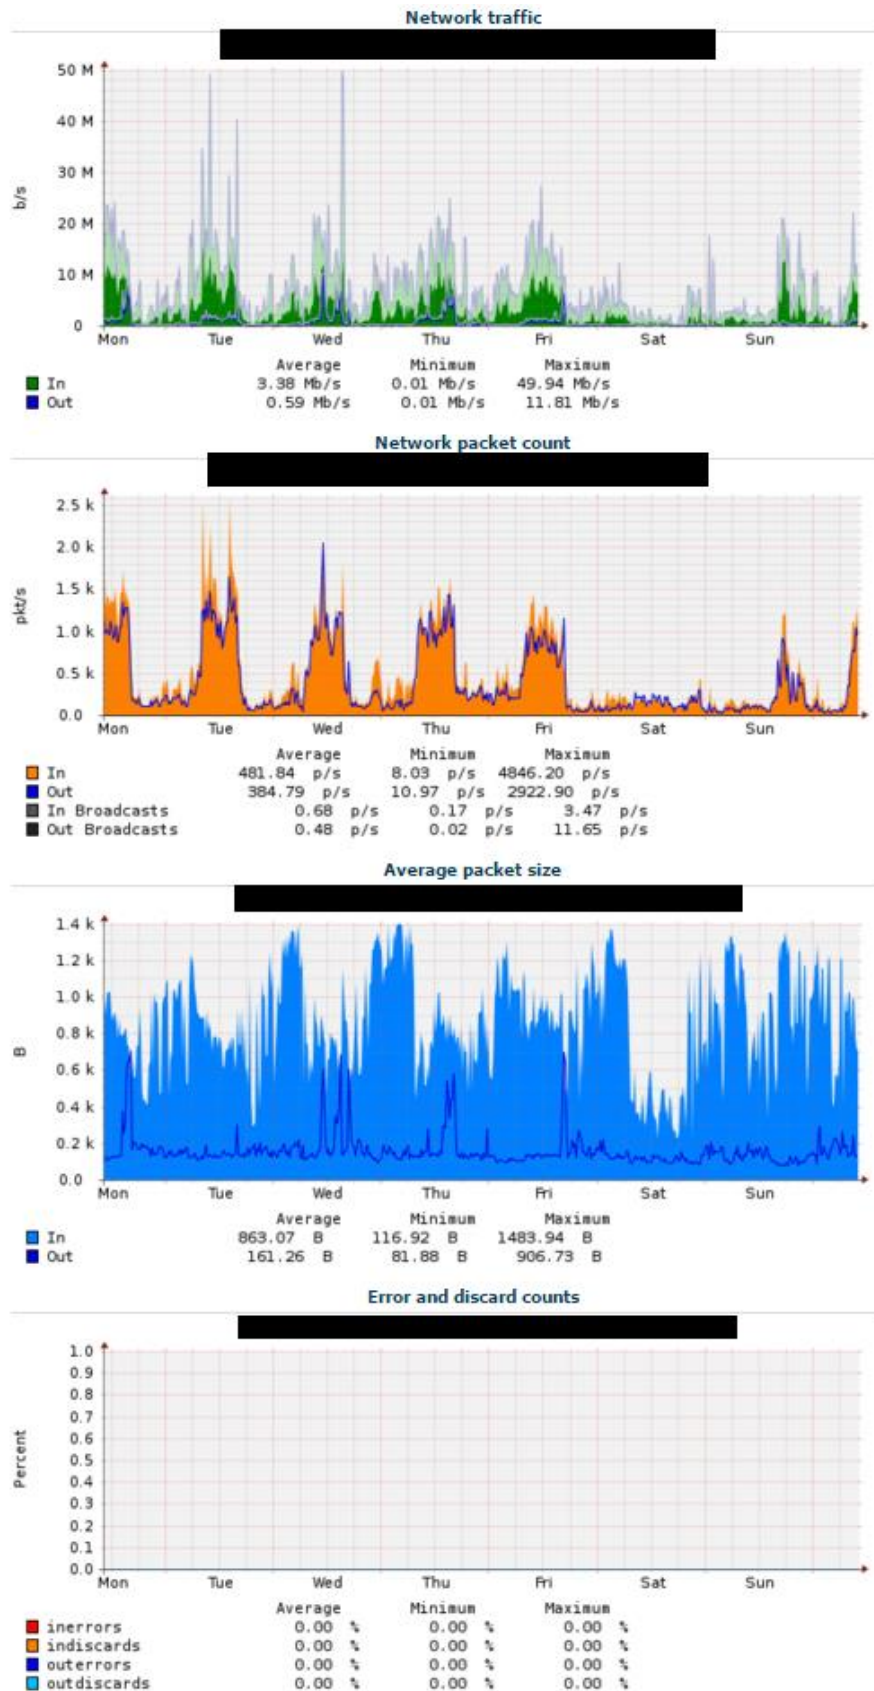 Network traffic
50 M
40 M
30 M
20 M
10 M
0
b/s
Mon Tue Wed Thu Fri Sat Sun
Average Minimum Maximum
In 3.38 Mb/s 0.01 Mb/s 49.94 Mb/s
Out 0.59 Mb/s 0.01 Mb/s 11.81 Mb/s
Network packet count
2.5 k
2.0 k
1.5 k
1.0 k
0.5 k
0.0
pkt/s
Mon Tue Wed Thu Fri Sat Sun
Average Minimum Maximum
In 481.84 p/s 8.03 p/s 4846.20 p/s
Out 384.79 p/s 10.97 p/s 2922.90 p/s
In Broadcasts 0.68 p/s 0.17 p/s 3.47 p/s
Out Broadcasts 0.48 p/s 0.02 p/s 11.65 p/s
Average packet size
1.4 k
1.2 k
1.0 k
0.8 k
0.6 k
0.4 k
0.2 k
0.0
B
Mon Tue Wed Thu Fri Sat Sun
Average Minimum Maximum
In 863.07 B 116.92 B 1483.94 B
Out 161.26 B 81.88 B 906.73 B
Error and discard counts
1.0
0.9
0.8
0.7
0.6
0.5
0.4
0.3
0.2
0.1
0.0
Percent
Mon Tue Wed Thu Fri Sat Sun
Average Minimum Maximum
inerrors 0.00 % 0.00 % 0.00 %
indiscards 0.00 % 0.00 % 0.00 %
outerrors 0.00 % 0.00 % 0.00 %
outdiscards 0.00 % 0.00 % 0.00 %